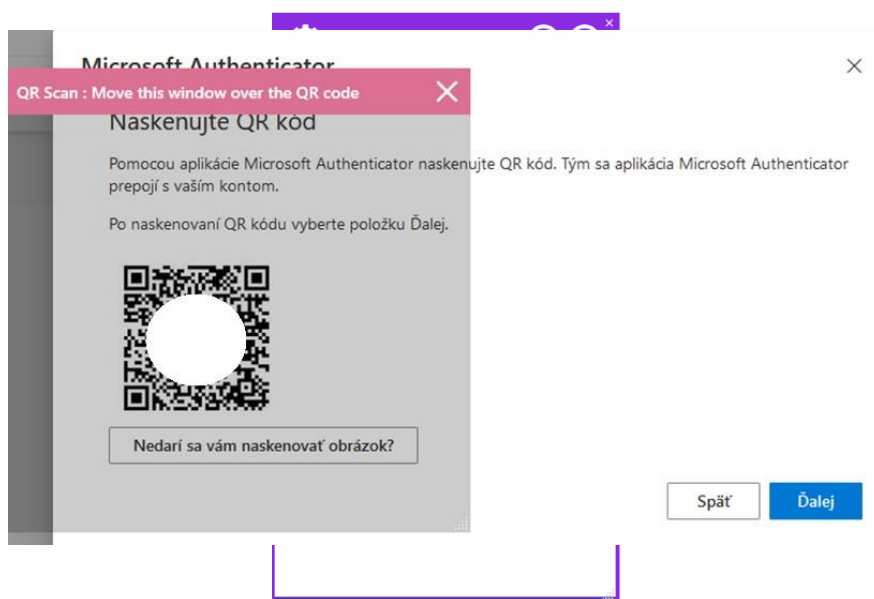 Microsoft Authenticator
QR Scan : Move this window over the QR code
Naskenujte QR kód
Pomocou aplikácie Microsoft Authenticator naskenujte QR kód. Tým sa aplikácia Microsoft Authenticator
prepojí s vaším kontom.
Po naskenovaní QR kódu vyberte položku Ďalej.
Nedarí sa vám naskenovať obrázok?
Späť Ďalej